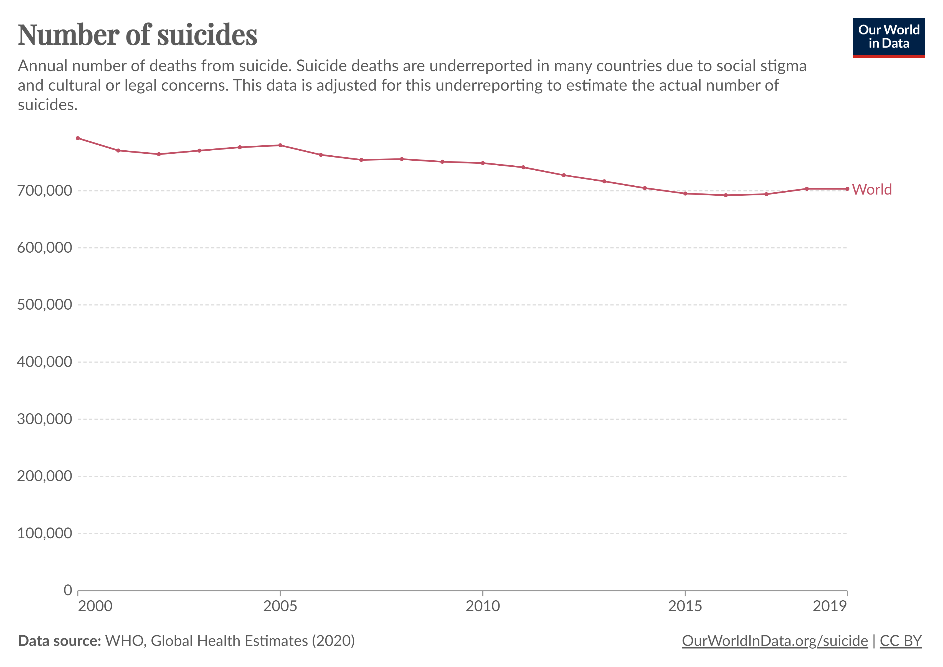 Number of suicides
Our World
in Data
Annual number of deaths from suicide. Suicide deaths are underreported in many countries due to social stigma
and cultural or legal concerns. This data is adjusted for this underreporting to estimate the actual number of
suicides.
700,000
World
600,000
500,000
400,000
300,000
200,000
100,000
0
2000 2005 2010 2015 2019
Data source: WHO, Global Health Estimates (2020)
OurWorldInData.org/suicide | CC BY